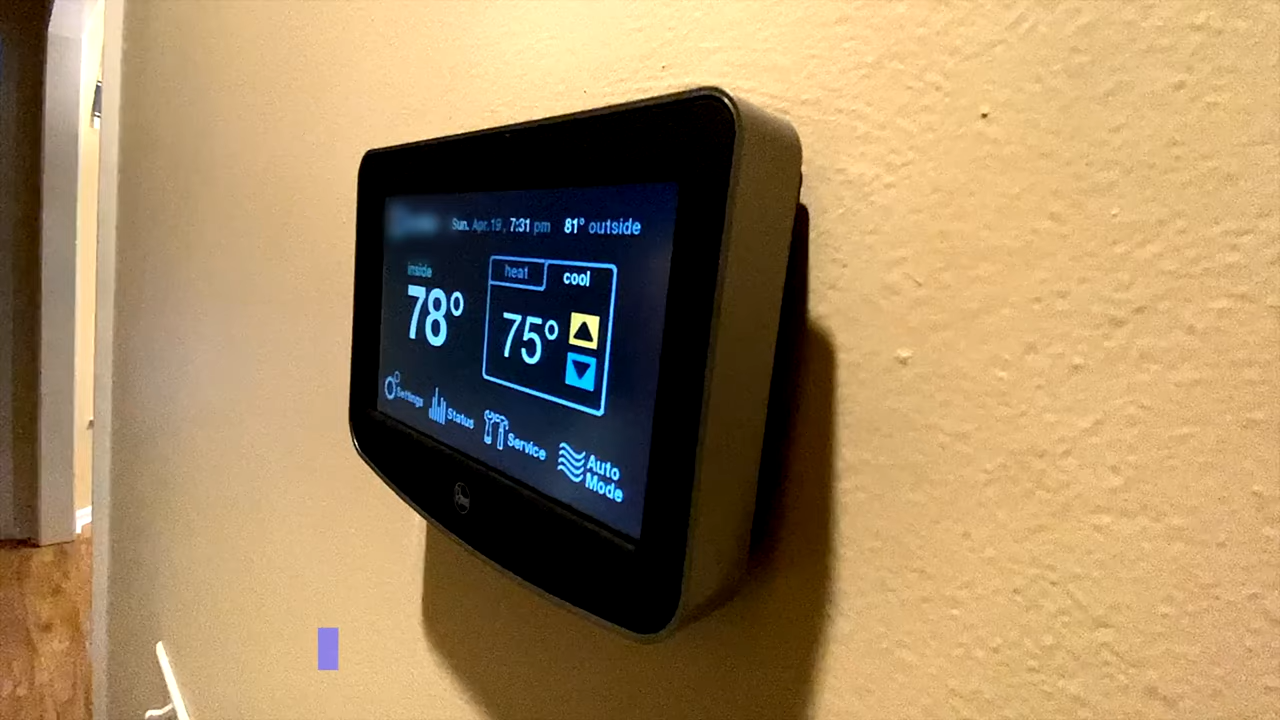 Sun. Apr. 19, 7:31 pm 81° outside
inside
78°
heat
cool
75°
Settings
Status
Service
Auto
Mode